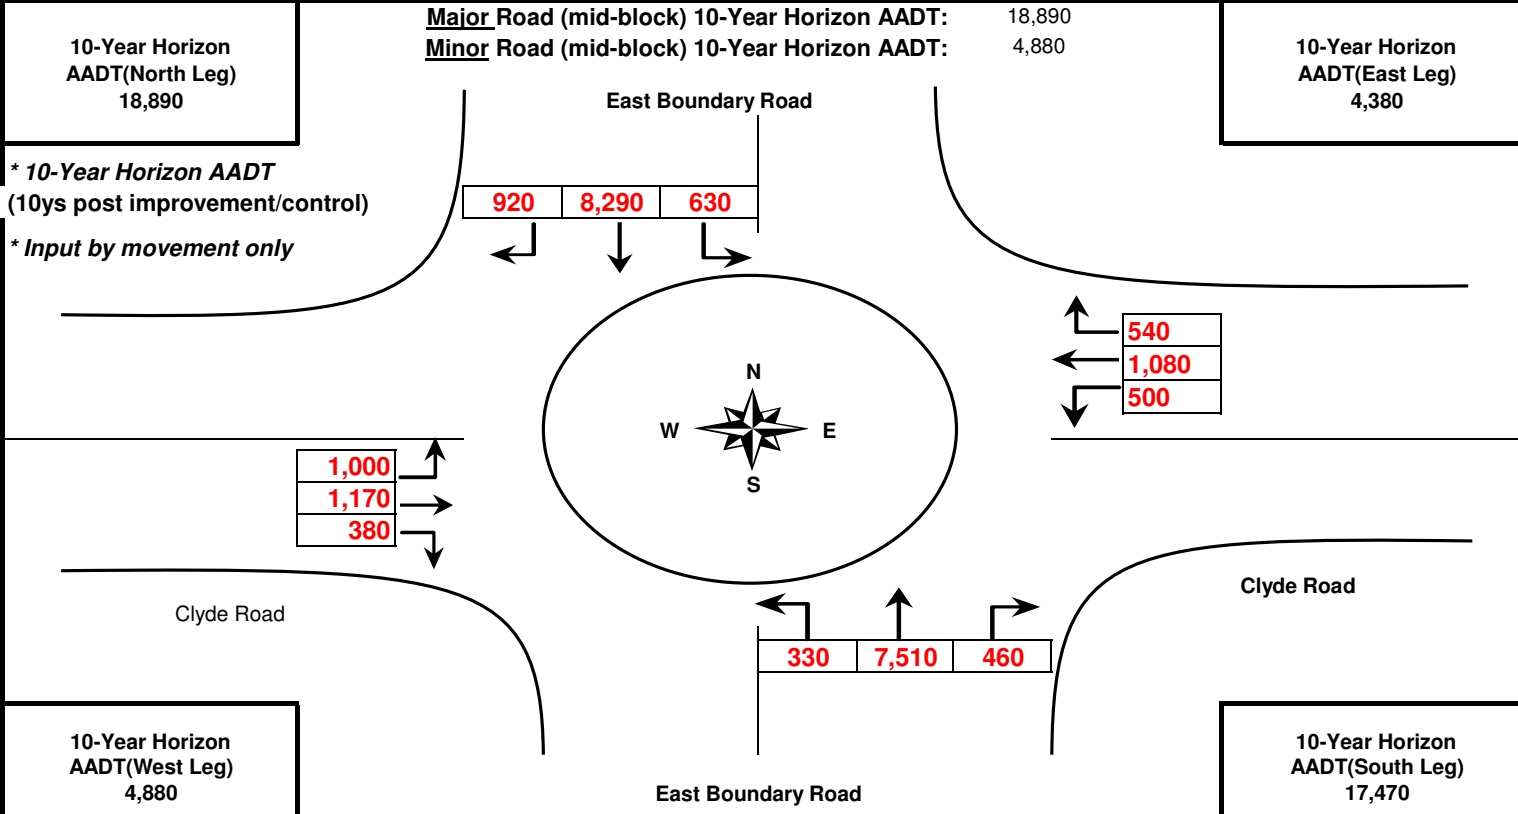 Major Road (mid-block) 10-Year Horizon AADT: 18,890
Minor Road (mid-block) 10-Year Horizon AADT: 4,880
10-Year Horizon
AADT(North Leg)
18,890
10-Year Horizon
AADT(East Leg)
4,380
East Boundary Road
* 10-Year Horizon AADT
(10ys post improvement/control)
* Input by movement only
920 8,290 630
540
1,080
500
N
W E
S
1,000
1,170
380
Clyde Road
Clyde Road
330 7,510 460
10-Year Horizon
AADT(West Leg)
4,880
East Boundary Road
10-Year Horizon
AADT(South Leg)
17,470